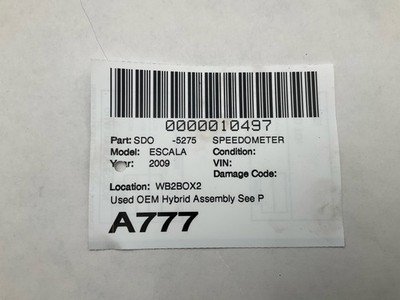 0000010497
Part: SDO -5275 SPEEDOMETER
Model: ESCALA Condition:
Year: 2009 VIN:
Damage Code:
Location: WB2BOX2
Used OEM Hybrid Assembly See P
A777